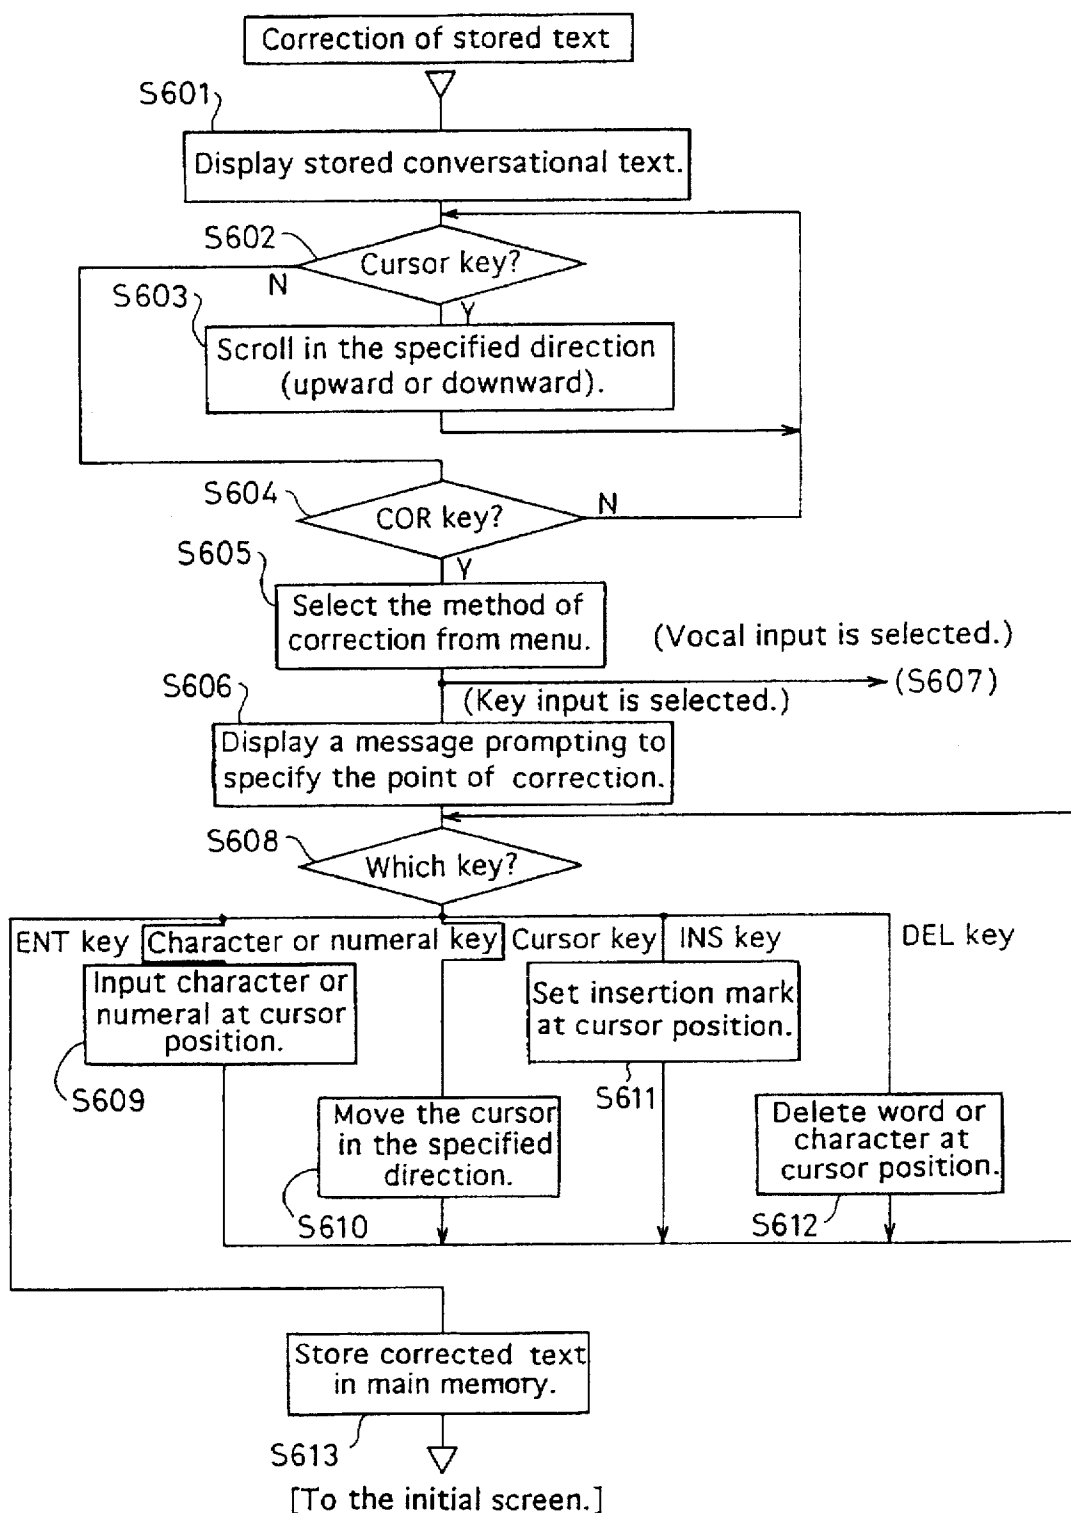 Correction of stored text
S601
Display stored conversational text.
S602
Cursor key?
N
S603
Y
Scroll in the specified direction
(upward or downward).
S604
COR key?
N
S605
Y
Select the method of
correction from menu.
(Vocal input is selected.)
S606
(S607)
(Key input is selected.)
Display a message prompting to
specify the point of correction.
S608
Which key?
ENT key
Character or numeral key
Cursor key
INS key
DEL key
Input character or
numeral at cursor
position.
S609
Set insertion mark
at cursor position.
S611
Move the cursor
in the specified
direction.
S610
Delete word or
character at
cursor position.
S612
Store corrected text
in main memory.
S613
[To the initial screen.]